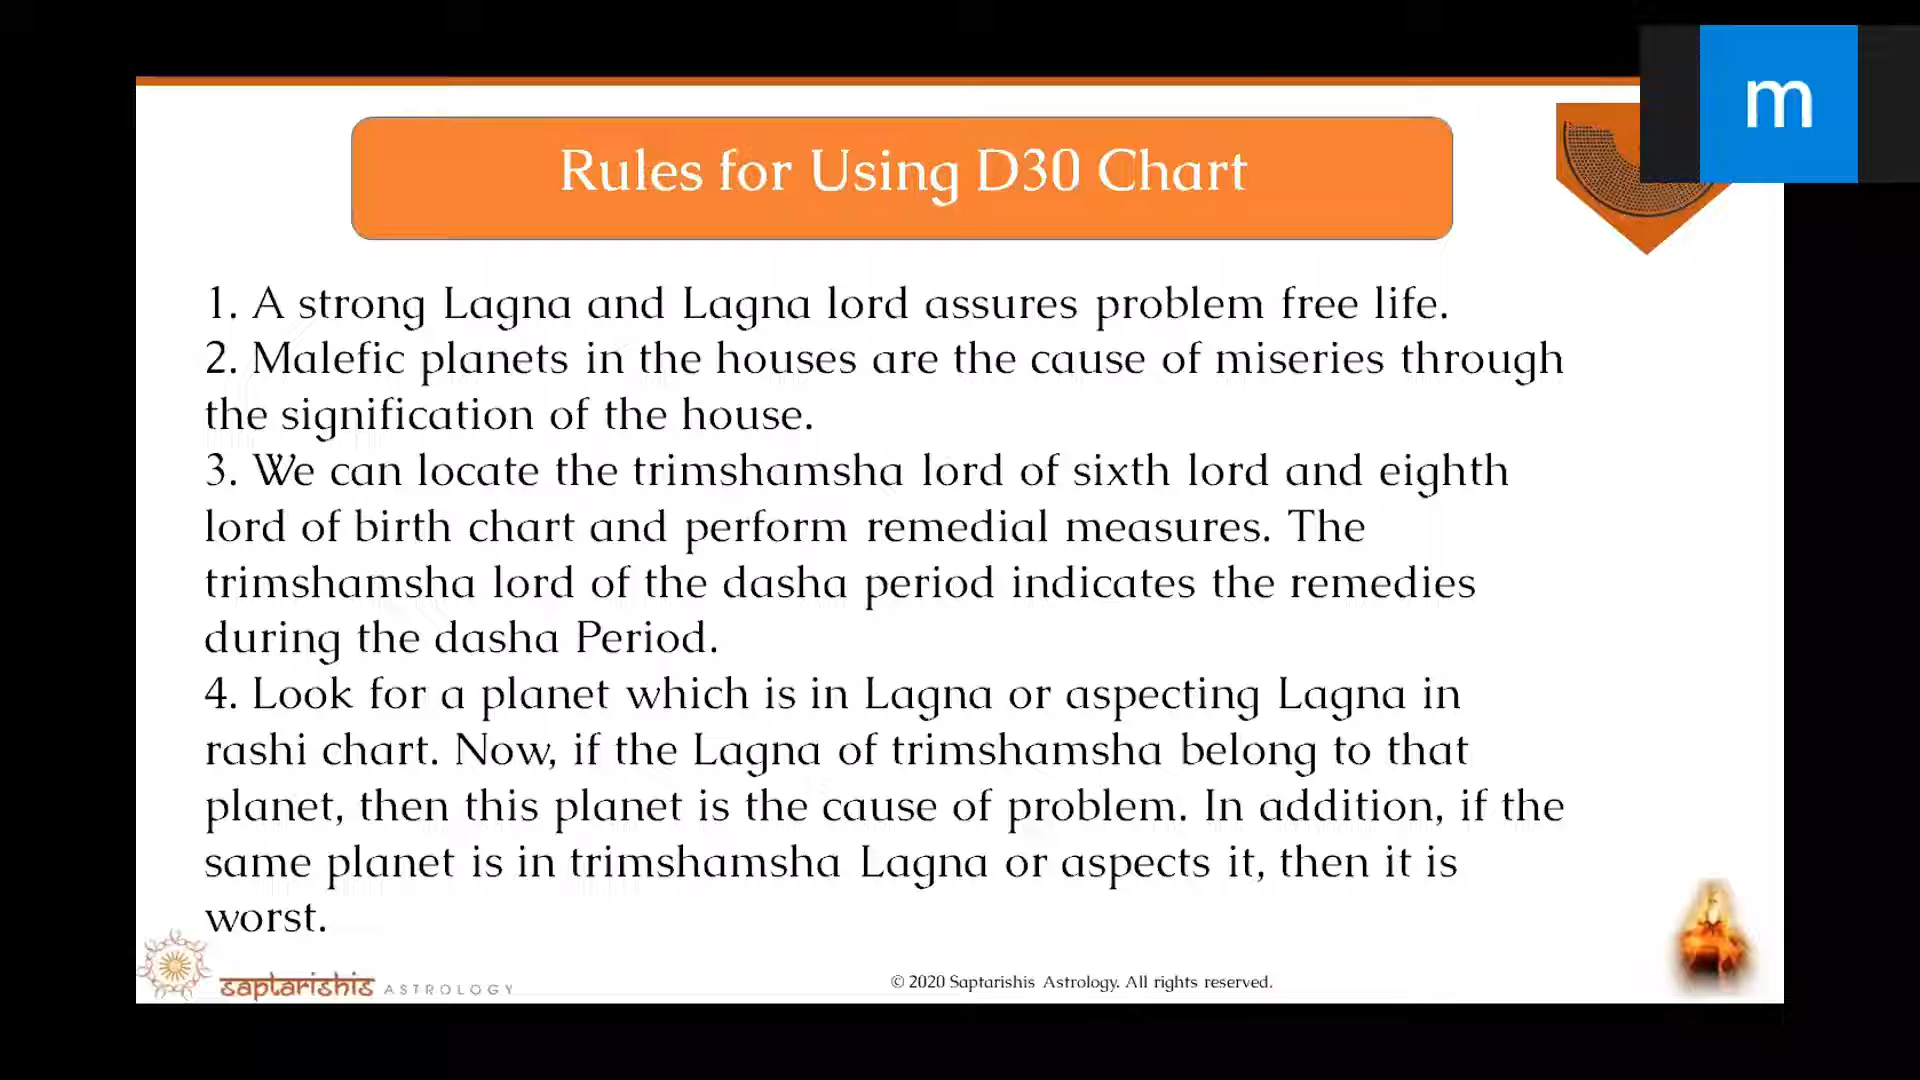 m
Rules for Using D30 Chart
1. A strong Lagna and Lagna lord assures problem free life.
2. Malefic planets in the houses are the cause of miseries through
the signification of the house.
3. We can locate the trimshamsha lord of sixth lord and eighth
lord of birth chart and perform remedial measures. The
trimshamsha lord of the dasha period indicates the remedies
during the dasha Period.
4. Look for a planet which is in Lagna or aspecting Lagna in
rashi chart. Now, if the Lagna of trimshamsha belong to that
planet, then this planet is the cause of problem. In addition, if the
same planet is in trimshamsha Lagna or aspects it, then it is
worst.
saptarishis ASTROLOGY
© 2020 Saptarishis Astrology. All rights reserved.